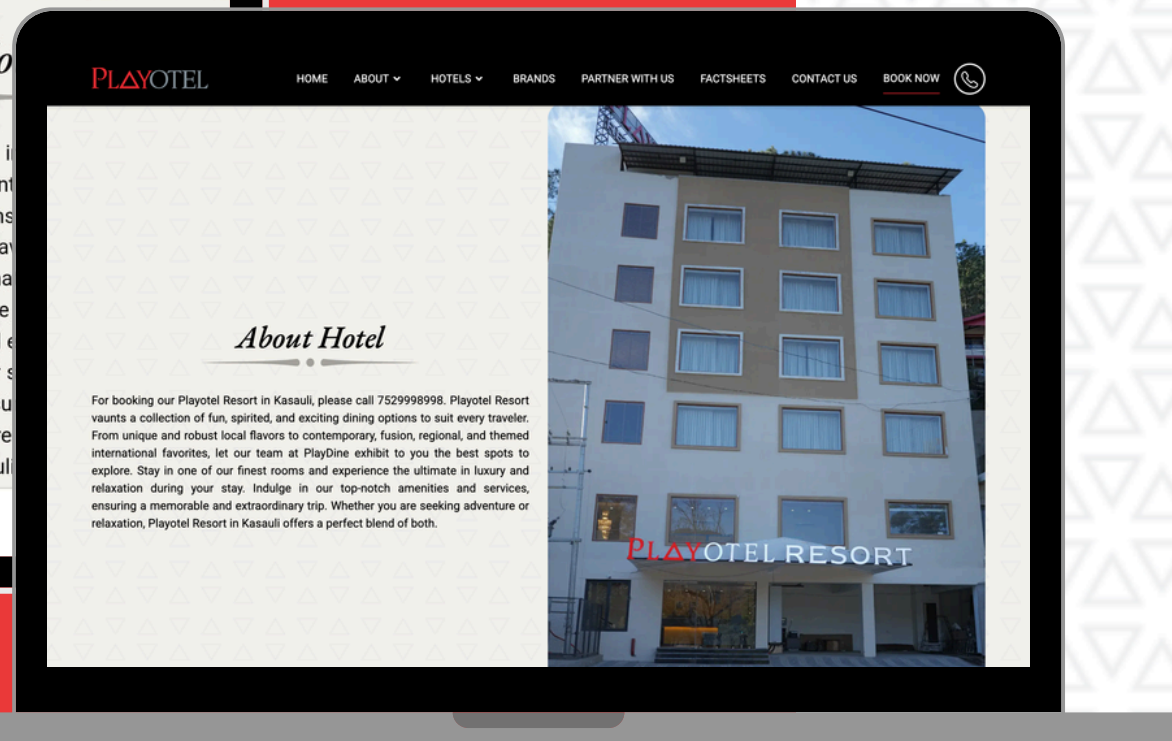 PLAYOTEL
HOME
ABOUT
HOTELS
BRANDS
PARTNER WITH US
FACTSHEETS
CONTACT US
BOOK NOW
About Hotel
For booking our Playotel Resort in Kasauli, please call 7529998998. Playotel Resort
vaunts a collection of fun, spirited, and exciting dining options to suit every traveler.
From unique and robust local flavors to contemporary, fusion, regional, and themed
international favorites, let our team at PlayDine exhibit to you the best spots to
explore. Stay in one of our finest rooms and experience the ultimate in luxury and
relaxation during your stay. Indulge in our top-notch amenities and services,
ensuring a memorable and extraordinary trip. Whether you are seeking adventure or
relaxation, Playotel Resort in Kasauli offers a perfect blend of both.
PLAYOTEL RESORT